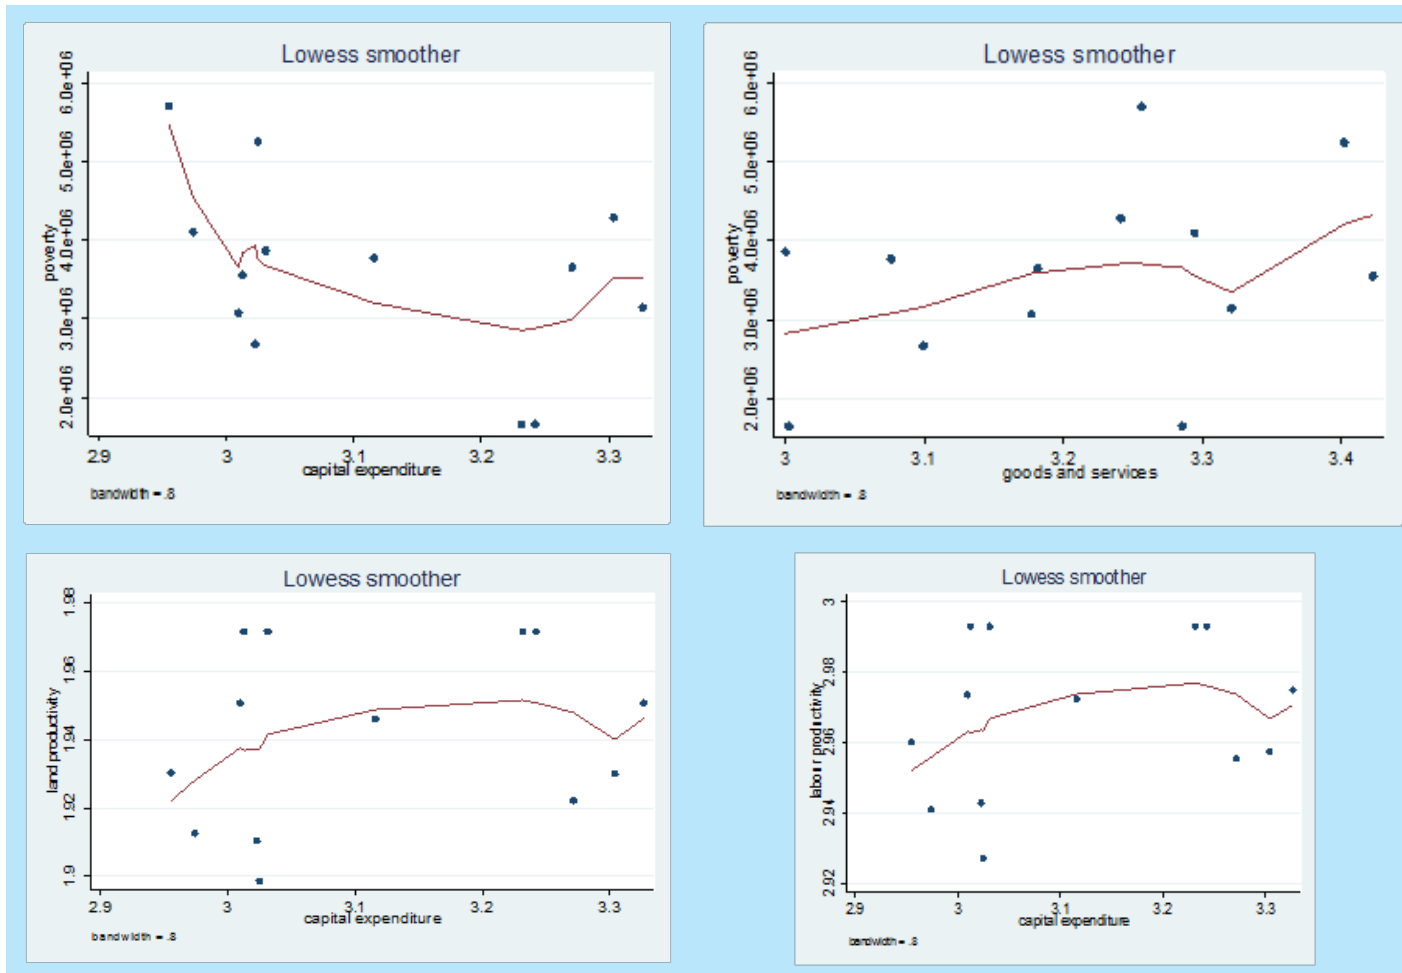 Lowess smoother
poverty
6.0e+06
5.0e+06
4.0e+06
3.0e+06
2.0e+06
2.9 3 3.1 3.2 3.3
capital expenditure
bandwidth = .8
Lowess smoother
poverty
6.0e+06
5.0e+06
4.0e+06
3.0e+06
2.0e+06
3 3.1 3.2 3.3 3.4
goods and services
bandwidth = .8
Lowess smoother
land productivity
1.98
1.96
1.94
1.92
1.9
2.9 3 3.1 3.2 3.3
capital expenditure
bandwidth = .8
Lowess smoother
labour productivity
3
2.98
2.96
2.94
2.92
2.9 3 3.1 3.2 3.3
capital expenditure
bandwidth = .8